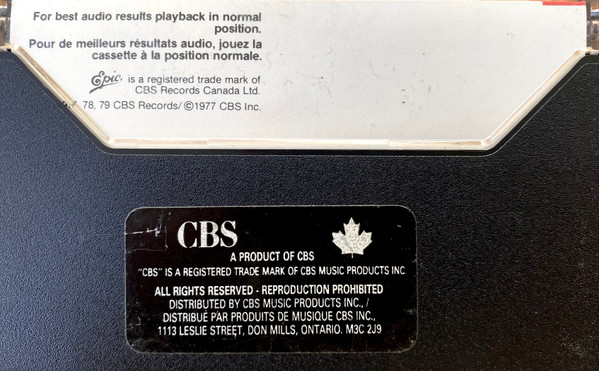 For best audio results playback in normal
position.
Pour de meilleurs résultats audio, jouez la
cassette à la position normale.
Epic. is a registered trade mark of
CBS Records Canada Ltd.
78, 79 CBS Records/ ©1977 CBS Inc.
CBS
A PRODUCT OF CBS
"CBS" IS A REGISTERED TRADE MARK OF CBS MUSIC PRODUCTS INC
ALL RIGHTS RESERVED - REPRODUCTION PROHIBITED
DISTRIBUTED BY CBS MUSIC PRODUCTS INC., /
DISTRIBUÉ PAR PRODUITS DE MUSIQUE CBS INC.,
1113 LESLIE STREET, DON MILLS, ONTARIO. M3C 2J9